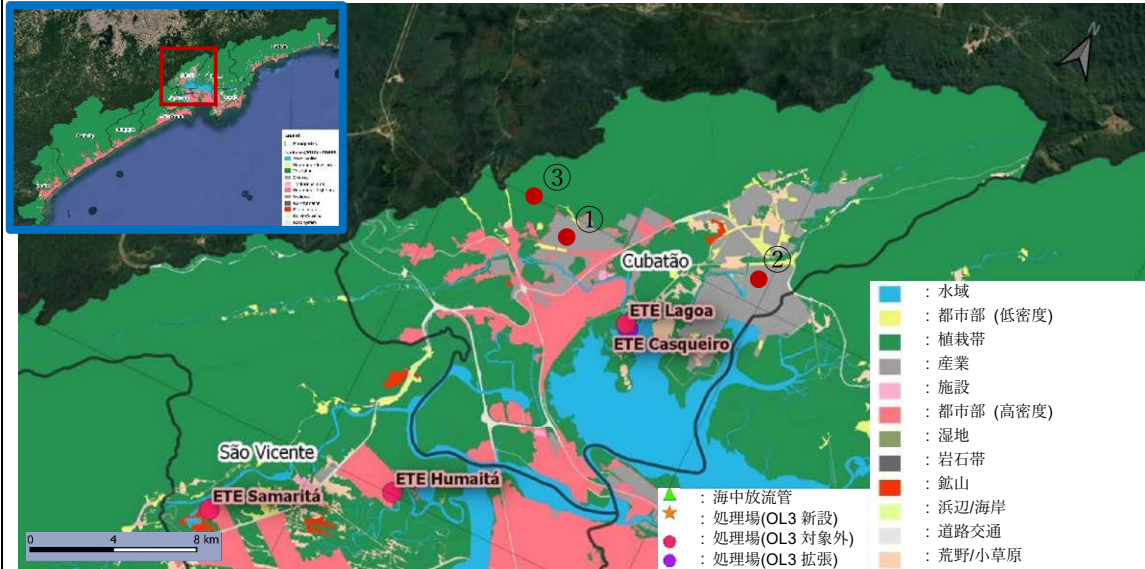 ③
①
Cubatão
②
ETE Lagoa
ETE Casqueiro
São Vicente
ETE Humaitá
ETE Samaritá
0 4 8 km
: 海中放流管
: 処理場(OL3 新設)
: 処理場(OL3 対象外)
: 処理場(OL3 拡張)
: 水域
: 都市部 (低密度)
: 植栽帯
: 産業
: 施設
: 都市部 (高密度)
: 湿地
: 岩石帯
: 鉱山
: 浜辺/海岸
: 道路交通
: 荒野/小草原